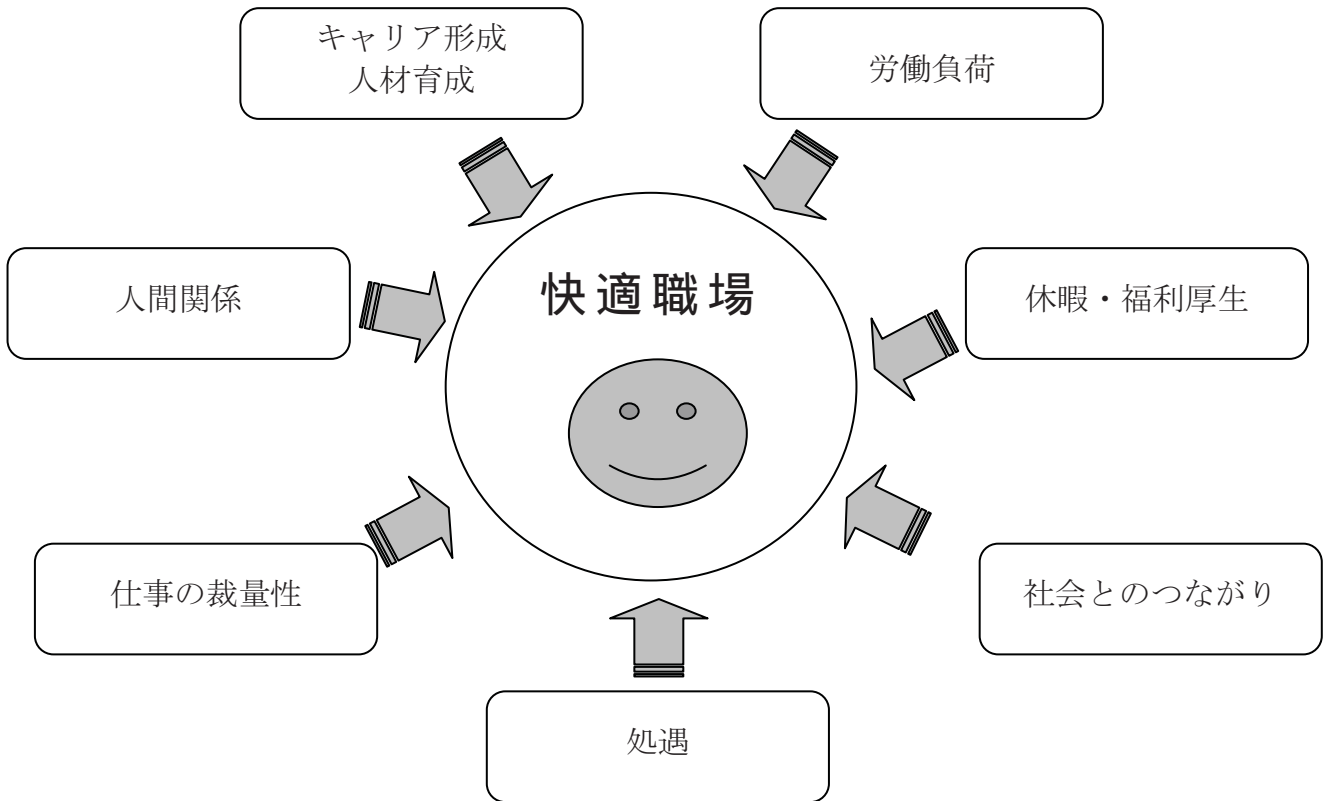 キャリア形成
人材育成
労働負荷
人間関係
快適職場
休暇・福利厚生
仕事の裁量性
社会とのつながり
処遇